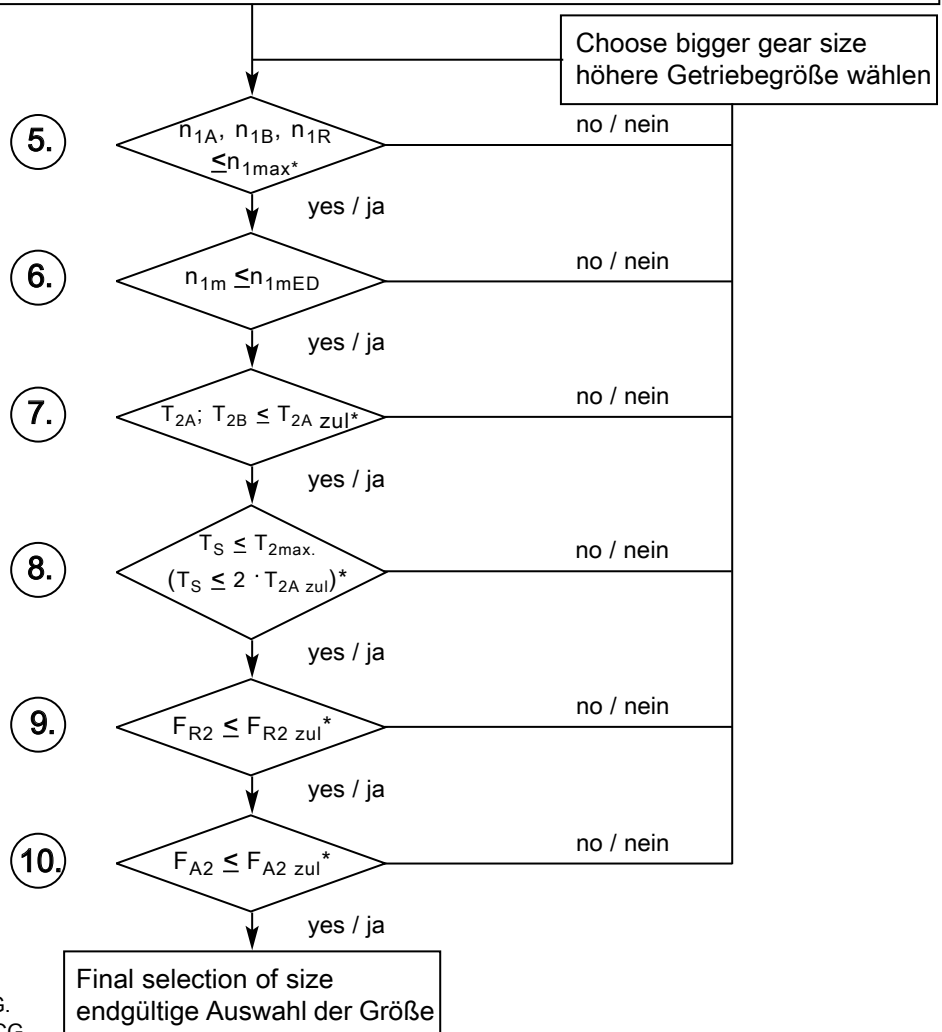 Choose bigger gear size
höhere Getriebegröße wählen
5.
n1A, n1B, n1R
≤n1max*
no / nein
yes / ja
6.
n1m ≤n1mED
no / nein
yes / ja
7.
T2A; T2B ≤ T2A zul*
no / nein
yes / ja
8.
TS ≤ T2max.
(TS ≤ 2 · T2A zul)*
no / nein
yes / ja
9.
FR2 ≤ FR2 zul*
no / nein
yes / ja
10.
FA2 ≤ FA2 zul*
no / nein
yes / ja
Final selection of size
endgültige Auswahl der Größe